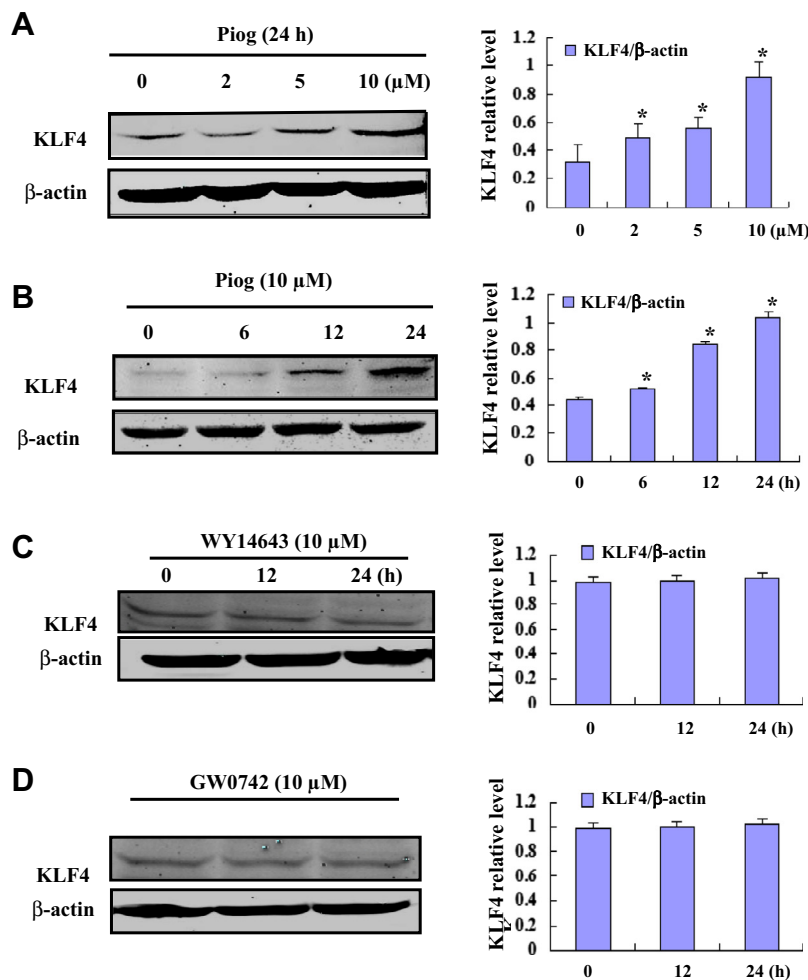 A
Piog (24 h)
0 2 5 10 (µM)
KLF4
β-actin
KLF4 relative level
KLF4/β-actin
1.2
1
0.8
0.6
0.4
0.2
0
* * *
0 2 5 10 (µM)
B
Piog (10 µM)
0 6 12 24
KLF4
β-actin
KLF4 relative level
KLF4/β-actin
1.2
1
0.8
0.6
0.4
0.2
0
* * *
0 6 12 24 (h)
C
WY14643 (10 µM)
0 12 24 (h)
KLF4
β-actin
KLF4 relative level
KLF4/β-actin
1.2
1
0.8
0.6
0.4
0.2
0
0 12 24 (h)
D
GW0742 (10 µM)
KLF4
β-actin
KLF4 relative level
KLF4/β-actin
1.2
1
0.8
0.6
0.4
0.2
0
0 12 24 (h)